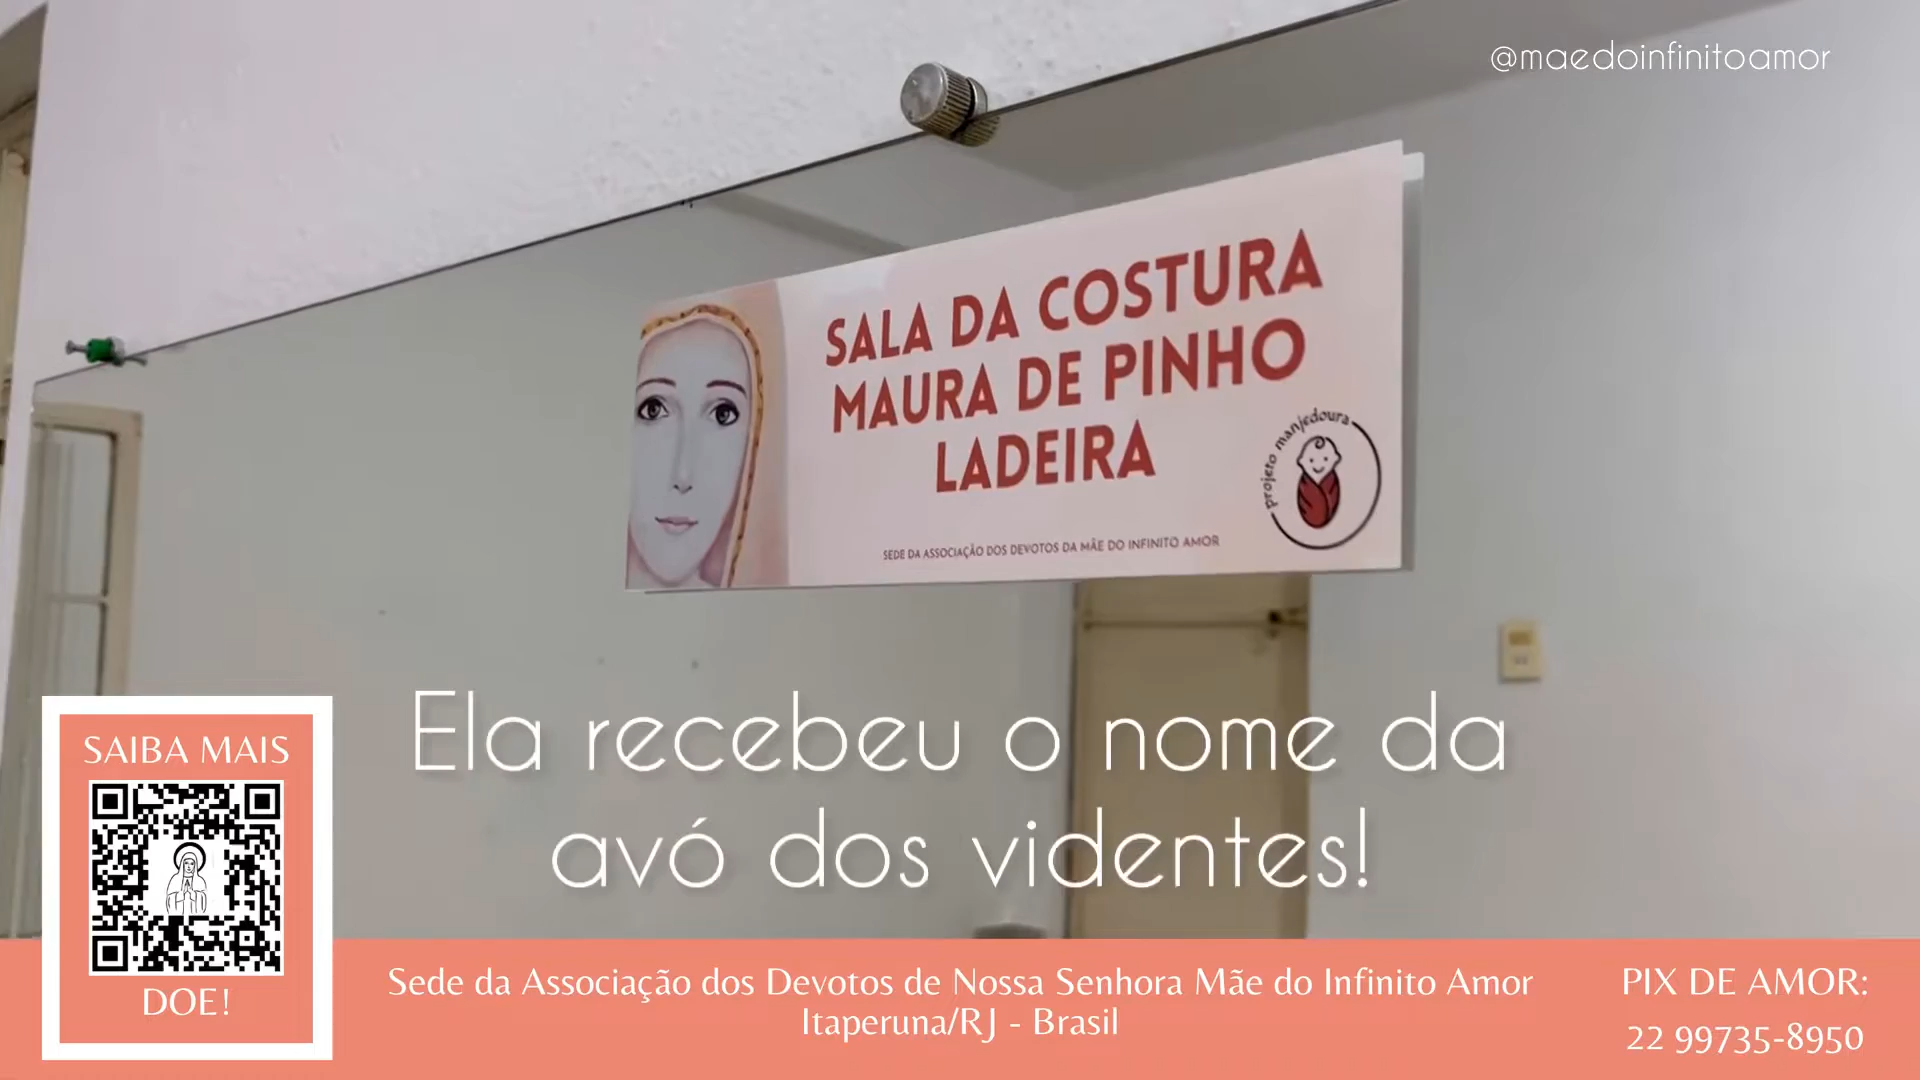 @maedoinfinitoamor
SALA DA COSTURA
MAURA DE PINHO
LADEIRA
projeto manjedoura
SEDE DA ASSOCIAÇÃO DOS DEVOTOS DA MÃE DO INFINITO AMOR
Ela recebeu o nome da
avó dos videntes!
SAIBA MAIS
DOE!
Sede da Associação dos Devotos de Nossa Senhora Mãe do Infinito Amor
Itaperuna/RJ - Brasil
PIX DE AMOR:
22 99735-8950